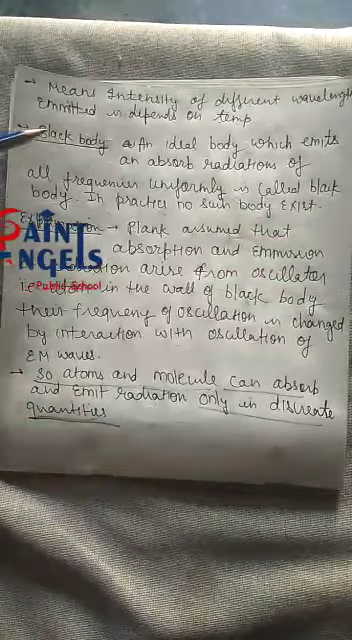 → Means Intensity of different wavelength
Emmitted is depends on temp
→ Black body → An ideal body which emits
an absorb radiations of
all frequencies uniformly is called black
body. In practice no such body exist.
Explanation → Plank assumed that
absorption and Emmision
of radiation arise from oscillator
i.e. atoms in the wall of black body
their frequency of oscillation is changed
by interaction with oscillation of
EM waves.
→ So atoms and molecule can absorb
and Emit radiation only in discreate
quantities
SAINT
ANGELS
Public School